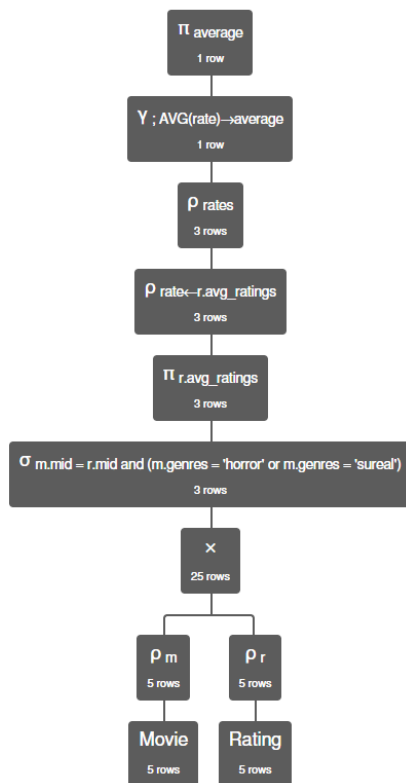 π average
1 row
γ ; AVG(rate)→average
1 row
ρ rates
3 rows
ρ rate←r.avg_ratings
3 rows
π r.avg_ratings
3 rows
σ m.mid = r.mid and (m.genres = 'horror' or m.genres = 'sureal')
3 rows
×
25 rows
ρ m
5 rows
ρ r
5 rows
Movie
5 rows
Rating
5 rows